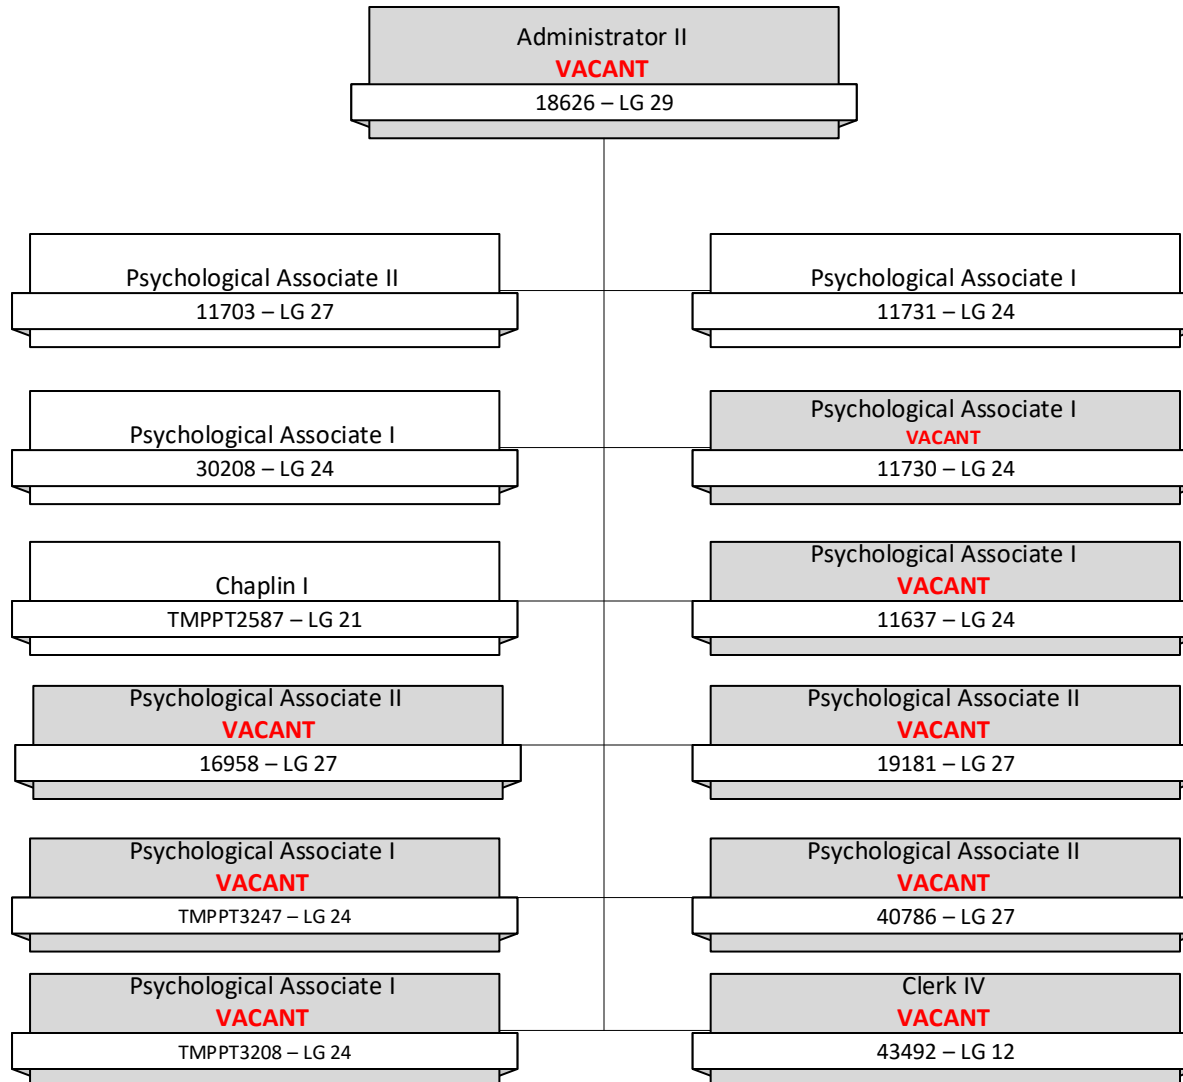 Administrator II
VACANT
18626 – LG 29
Psychological Associate II
11703 – LG 27
Psychological Associate I
11731 – LG 24
Psychological Associate I
30208 – LG 24
Psychological Associate I
VACANT
11730 – LG 24
Chaplin I
TMPPT2587 – LG 21
Psychological Associate I
VACANT
11637 – LG 24
Psychological Associate II
VACANT
16958 – LG 27
Psychological Associate II
VACANT
19181 – LG 27
Psychological Associate I
VACANT
TMPPT3247 – LG 24
Psychological Associate II
VACANT
40786 – LG 27
Psychological Associate I
VACANT
TMPPT3208 – LG 24
Clerk IV
VACANT
43492 – LG 12